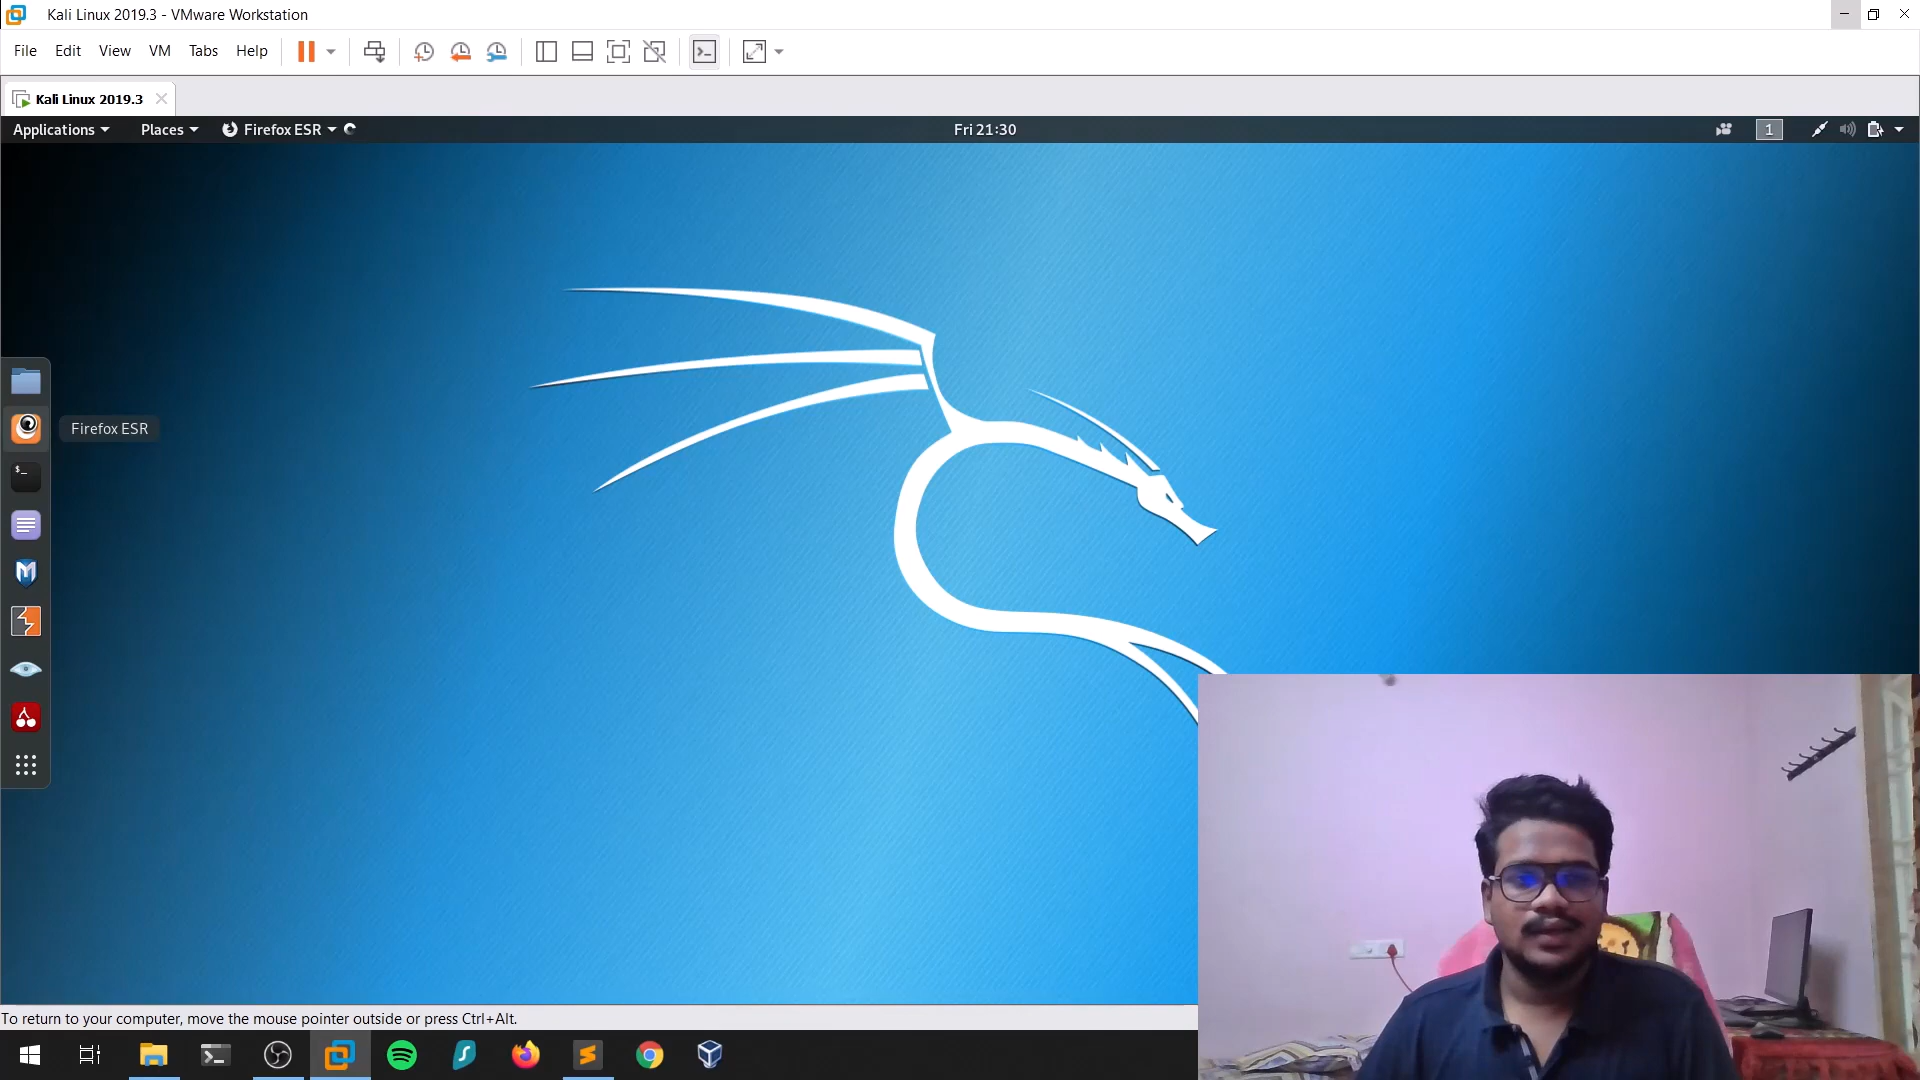 Kali Linux 2019.3 - VMware Workstation
File Edit View VM Tabs Help
Kali Linux 2019.3
Applications Places Firefox ESR Fri 21:30 1
Firefox ESR
$_
To return to your computer, move the mouse pointer outside or press Ctrl+Alt.